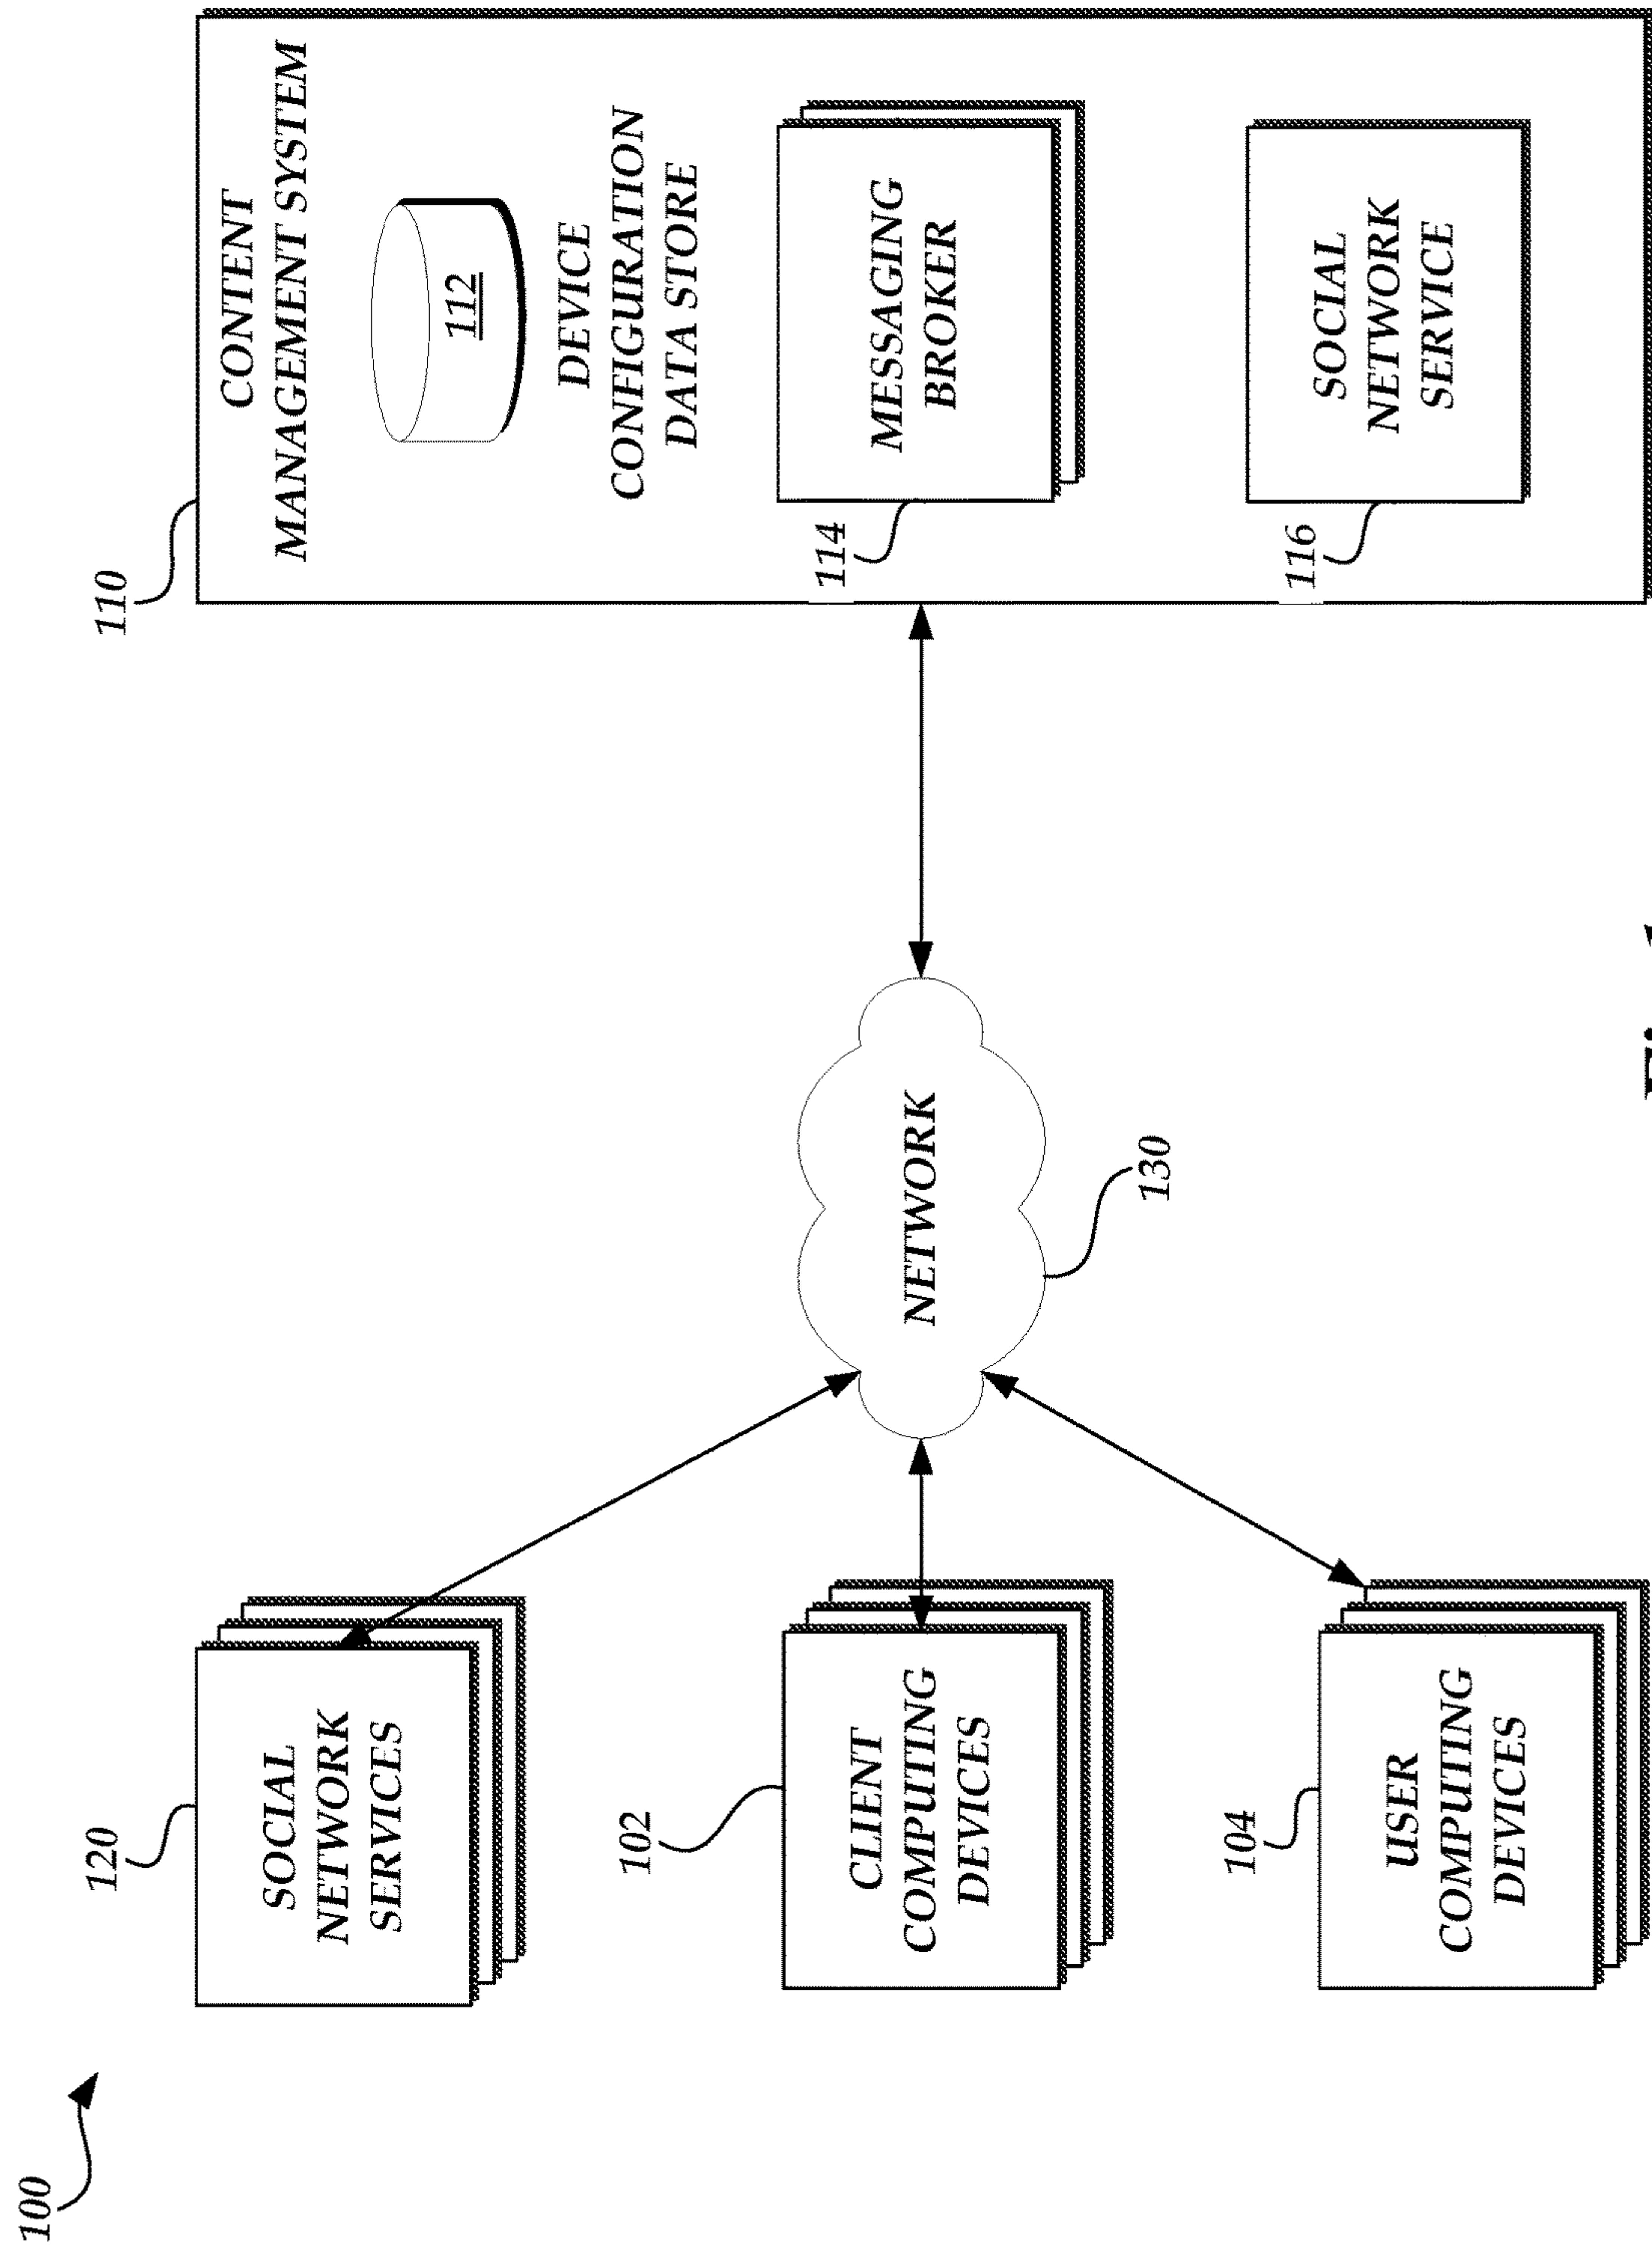 100
120
SOCIAL
NETWORK
SERVICES
102
CLIENT
COMPUTING
DEVICES
104
USER
COMPUTING
DEVICES
NETWORK
130
110
CONTENT
MANAGEMENT SYSTEM
112
DEVICE
CONFIGURATION
DATA STORE
114
MESSAGING
BROKER
116
SOCIAL
NETWORK
SERVICE